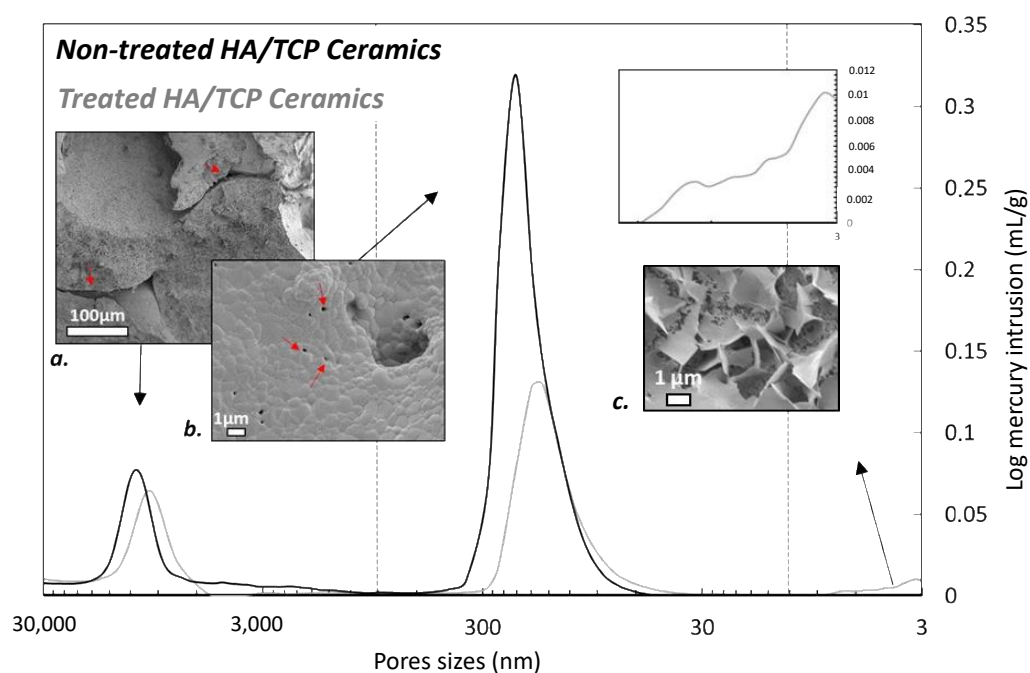 Non-treated HA/TCP Ceramics
Treated HA/TCP Ceramics
100µm
a.
1µm
b.
0.012
0.01
0.008
0.006
0.004
0.002
0
3
1 µm
c.
0.35
0.3
0.25
0.2
0.15
0.1
0.05
0
Log mercury intrusion (mL/g)
30,000 3,000 300 30 3
Pores sizes (nm)